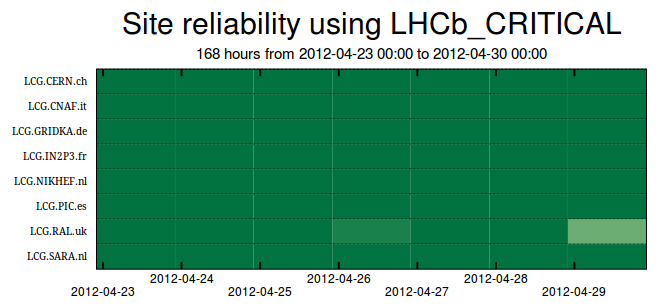 Site reliability using LHCb_CRITICAL
168 hours from 2012-04-23 00:00 to 2012-04-30 00:00
LCG.CERN.ch
LCG.CNAF.it
LCG.GRIDKA.de
LCG.IN2P3.fr
LCG.NIKHEF.nl
LCG.PIC.es
LCG.RAL.uk
LCG.SARA.nl
2012-04-24 2012-04-26 2012-04-28
2012-04-23 2012-04-25 2012-04-27 2012-04-29